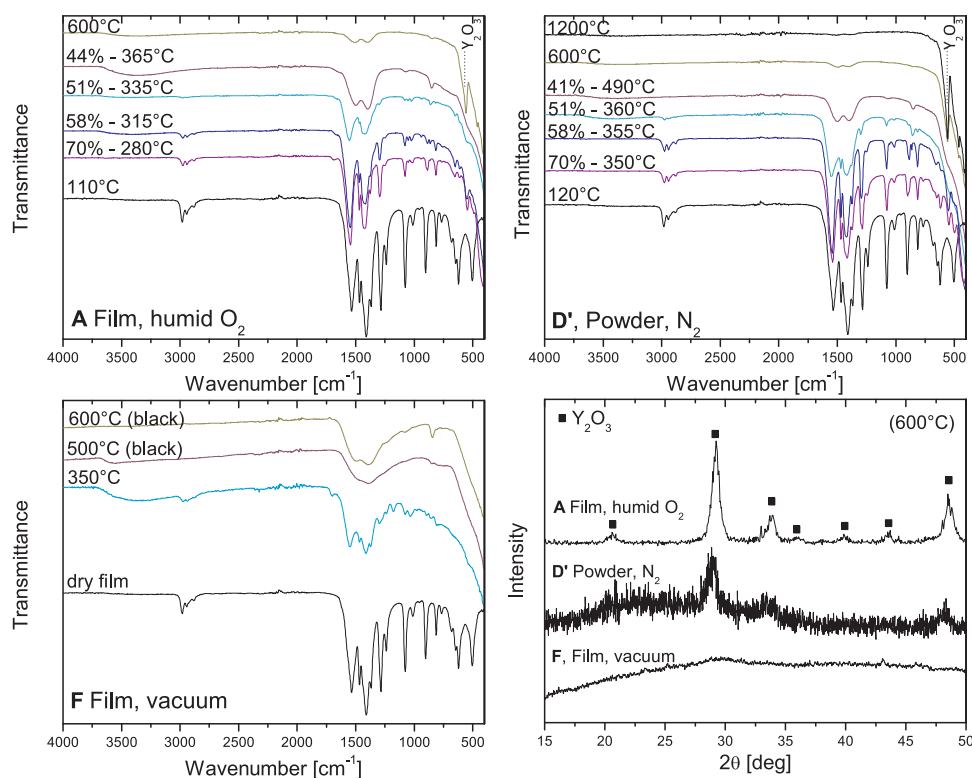 600°C
44% - 365°C
51% - 335°C
58% - 315°C
70% - 280°C
110°C
Y₂O₃
A Film, humid O₂
Transmittance
4000 3500 3000 2500 2000 1500 1000 500
Wavenumber [cm⁻¹]
1200°C
600°C
41% - 490°C
51% - 360°C
58% - 355°C
70% - 350°C
120°C
Y₂O₃
D', Powder, N₂
Transmittance
4000 3500 3000 2500 2000 1500 1000 500
Wavenumber [cm⁻¹]
600°C (black)
500°C (black)
350°C
dry film
F Film, vacuum
Transmittance
4000 3500 3000 2500 2000 1500 1000 500
Wavenumber [cm⁻¹]
■ Y₂O₃
(600°C)
A Film, humid O₂
D' Powder, N₂
F, Film, vacuum
Intensity
15 20 25 30 35 40 45 50
2θ [deg]